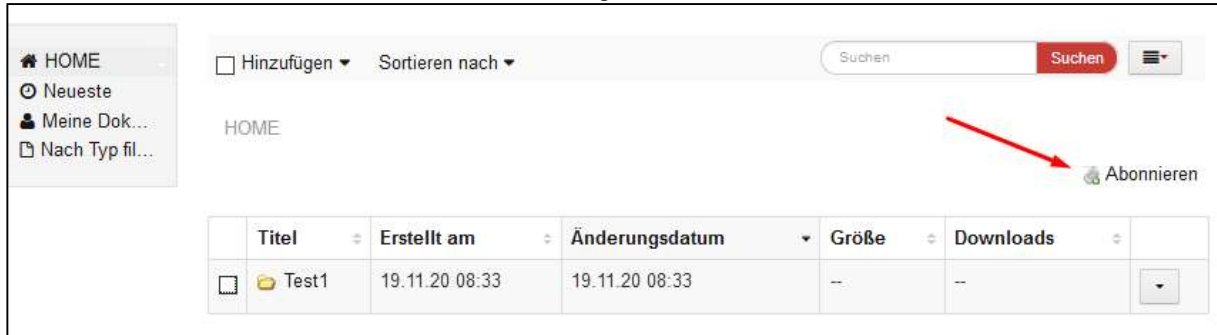 HOME
Neueste
Meine Dok...
Nach Typ fil...
Hinzufügen Sortieren nach Suchen Suchen
HOME
Abonnieren
Titel Erstellt am Änderungsdatum Größe Downloads
Test1 19.11.20 08:33 19.11.20 08:33 -- --